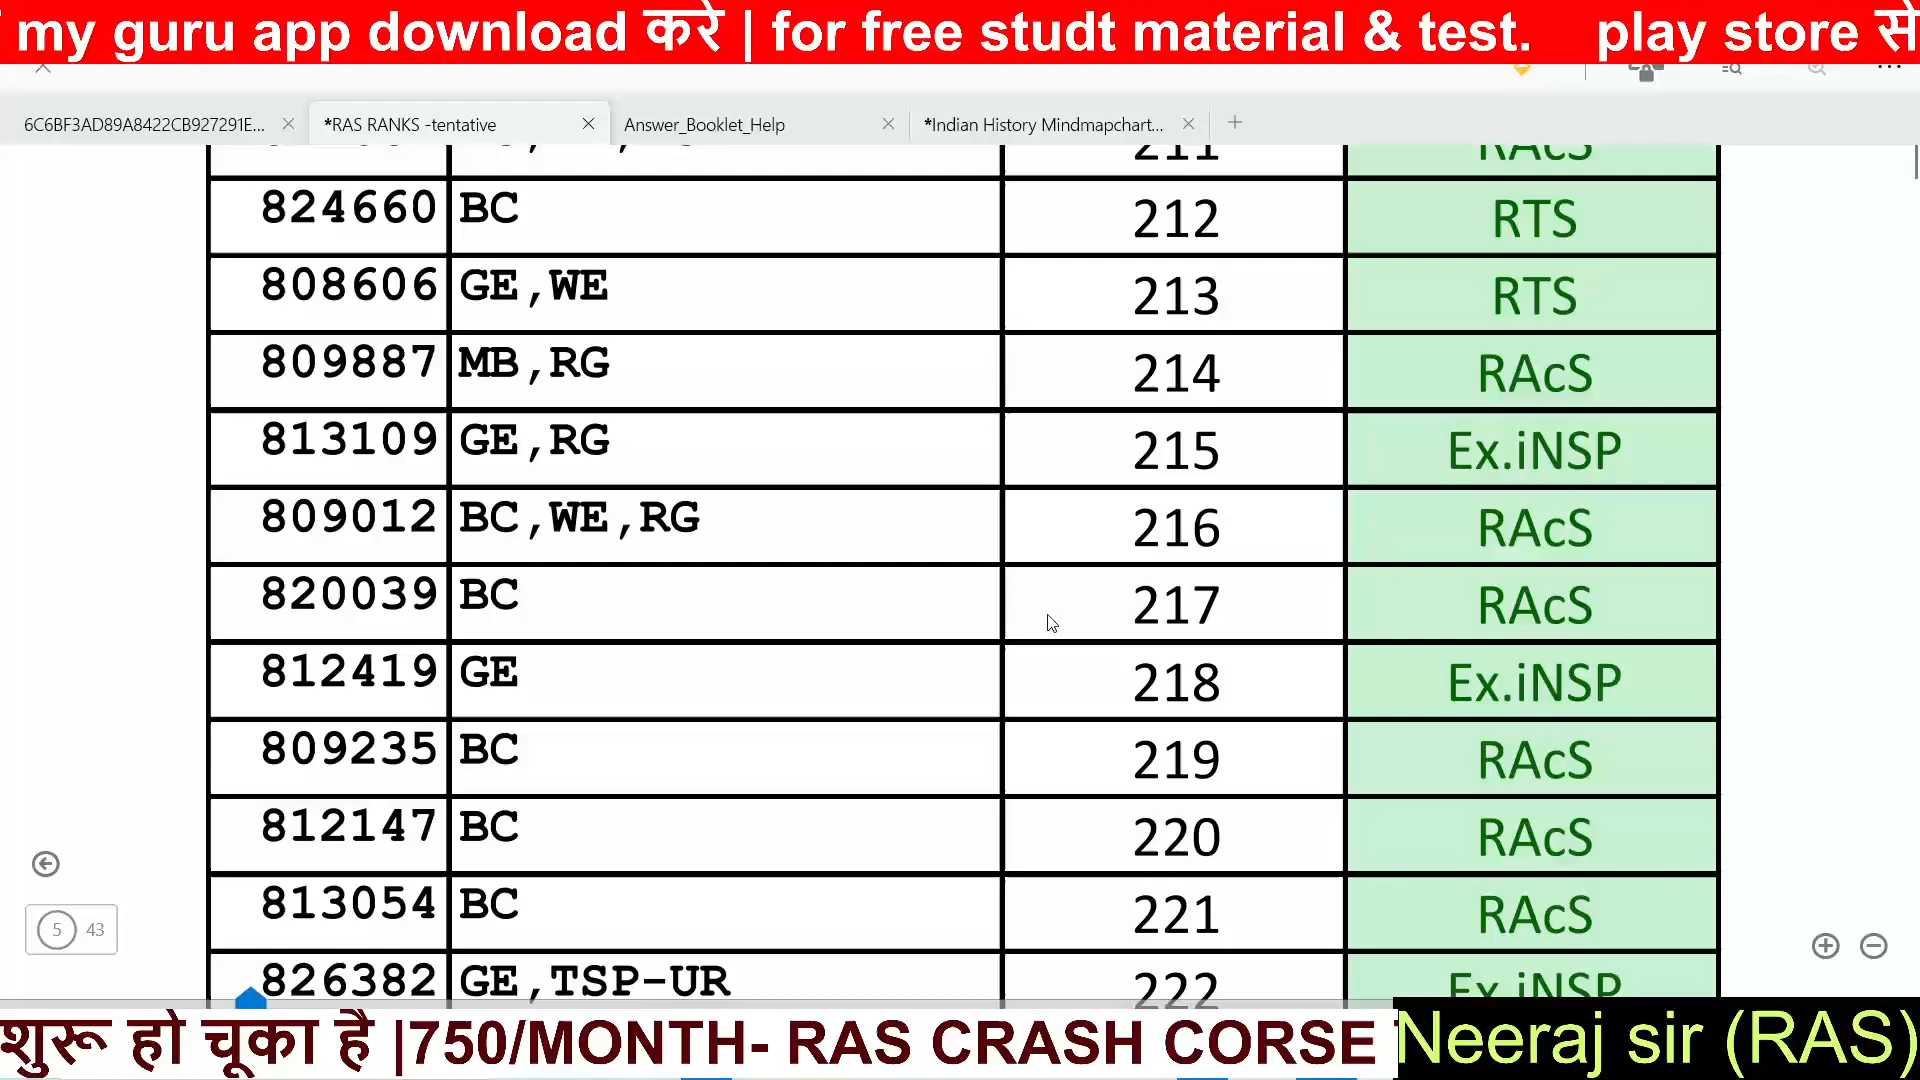 my guru app download करे | for free studt material & test. play store से
6C6BF3AD89A8422CB927291E... *RAS RANKS -tentative Answer_Booklet_Help *Indian History Mindmapchart...
211 RAcS
824660 BC 212 RTS
808606 GE,WE 213 RTS
809887 MB,RG 214 RAcS
813109 GE,RG 215 Ex.iNSP
809012 BC,WE,RG 216 RAcS
820039 BC 217 RAcS
812419 GE 218 Ex.iNSP
809235 BC 219 RAcS
812147 BC 220 RAcS
813054 BC 221 RAcS
826382 GE,TSP-UR 222 Ex.iNSP
5 43
शुरू हो चूका है |750/MONTH- RAS CRASH CORSE Neeraj sir (RAS)